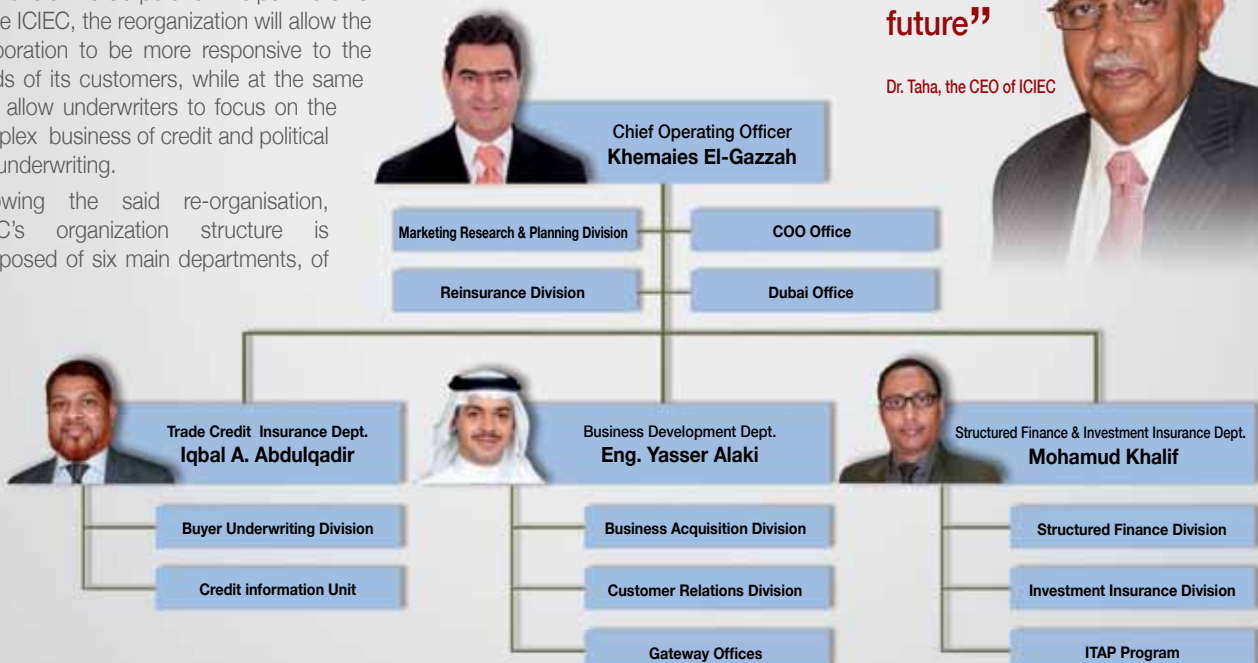 e ICIEC, the reorganization will allow the
poration to be more responsive to the
ds of its customers, while at the same
allow underwriters to focus on the
plex business of credit and political
underwriting.
owing the said re-organisation,
C's organization structure is
posed of six main departments, of
future”
Dr. Taha, the CEO of ICIEC
Chief Operating Officer
Khemaies El-Gazzah
Marketing Research & Planning Division
COO Office
Reinsurance Division
Dubai Office
Trade Credit Insurance Dept.
Iqbal A. Abdulqadir
Business Development Dept.
Eng. Yasser Alaki
Structured Finance & Investment Insurance Dept.
Mohamud Khalif
Buyer Underwriting Division
Business Acquisition Division
Structured Finance Division
Credit information Unit
Customer Relations Division
Investment Insurance Division
Gateway Offices
ITAP Program